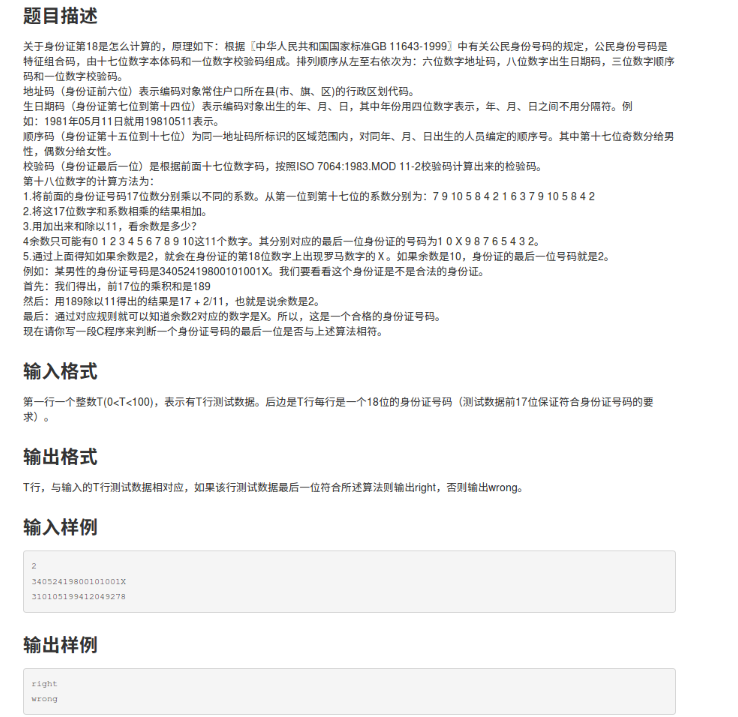 题目描述
关于身份证第18是怎么计算的，原理如下：根据〖中华人民共和国国家标准GB 11643-1999〗中有关公民身份号码的规定，公民身份号码是
特征组合码，由十七位数字本体码和一位数字校验码组成。排列顺序从左至右依次为：六位数字地址码，八位数字出生日期码，三位数字顺序
码和一位数字校验码。
地址码（身份证前六位）表示编码对象常住户口所在县(市、旗、区)的行政区划代码。
生日期码（身份证第七位到第十四位）表示编码对象出生的年、月、日，其中年份用四位数字表示，年、月、日之间不用分隔符。例
如：1981年05月11日就用19810511表示。
顺序码（身份证第十五位到十七位）为同一地址码所标识的区域范围内，对同年、月、日出生的人员编定的顺序号。其中第十七位奇数分给男
性，偶数分给女性。
校验码（身份证最后一位）是根据前面十七位数字码，按照ISO 7064:1983.MOD 11-2校验码计算出来的检验码。
第十八位数字的计算方法为：
1.将前面的身份证号码17位数分别乘以不同的系数。从第一位到第十七位的系数分别为：7 9 10 5 8 4 2 1 6 3 7 9 10 5 8 4 2
2.将这17位数字和系数相乘的结果相加。
3.用加出来和除以11，看余数是多少?
4余数只可能有0 1 2 3 4 5 6 7 8 9 10这11个数字。其分别对应的最后一位身份证的号码为1 0 X 9 8 7 6 5 4 3 2。
5.通过上面得知如果余数是2，就会在身份证的第18位数字上出现罗马数字的Ｘ。如果余数是10，身份证的最后一位号码就是2。
例如：某男性的身份证号码是34052419800101001X。我们要看看这个身份证是不是合法的身份证。
首先：我们得出，前17位的乘积和是189
然后：用189除以11得出的结果是17 + 2/11，也就是说余数是2。
最后：通过对应规则就可以知道余数2对应的数字是X。所以，这是一个合格的身份证号码。
现在请你写一段C程序来判断一个身份证号码的最后一位是否与上述算法相符。
输入格式
第一行一个整数T(0<T<100)，表示有T行测试数据。后边是T行每行是一个18位的身份证号码（测试数据前17位保证符合身份证号码的要
求）。
输出格式
T行，与输入的T行测试数据相对应，如果该行测试数据最后一位符合所述算法则输出right，否则输出wrong。
输入样例
2
34052419800101001X
310105199412049278
输出样例
right
wrong